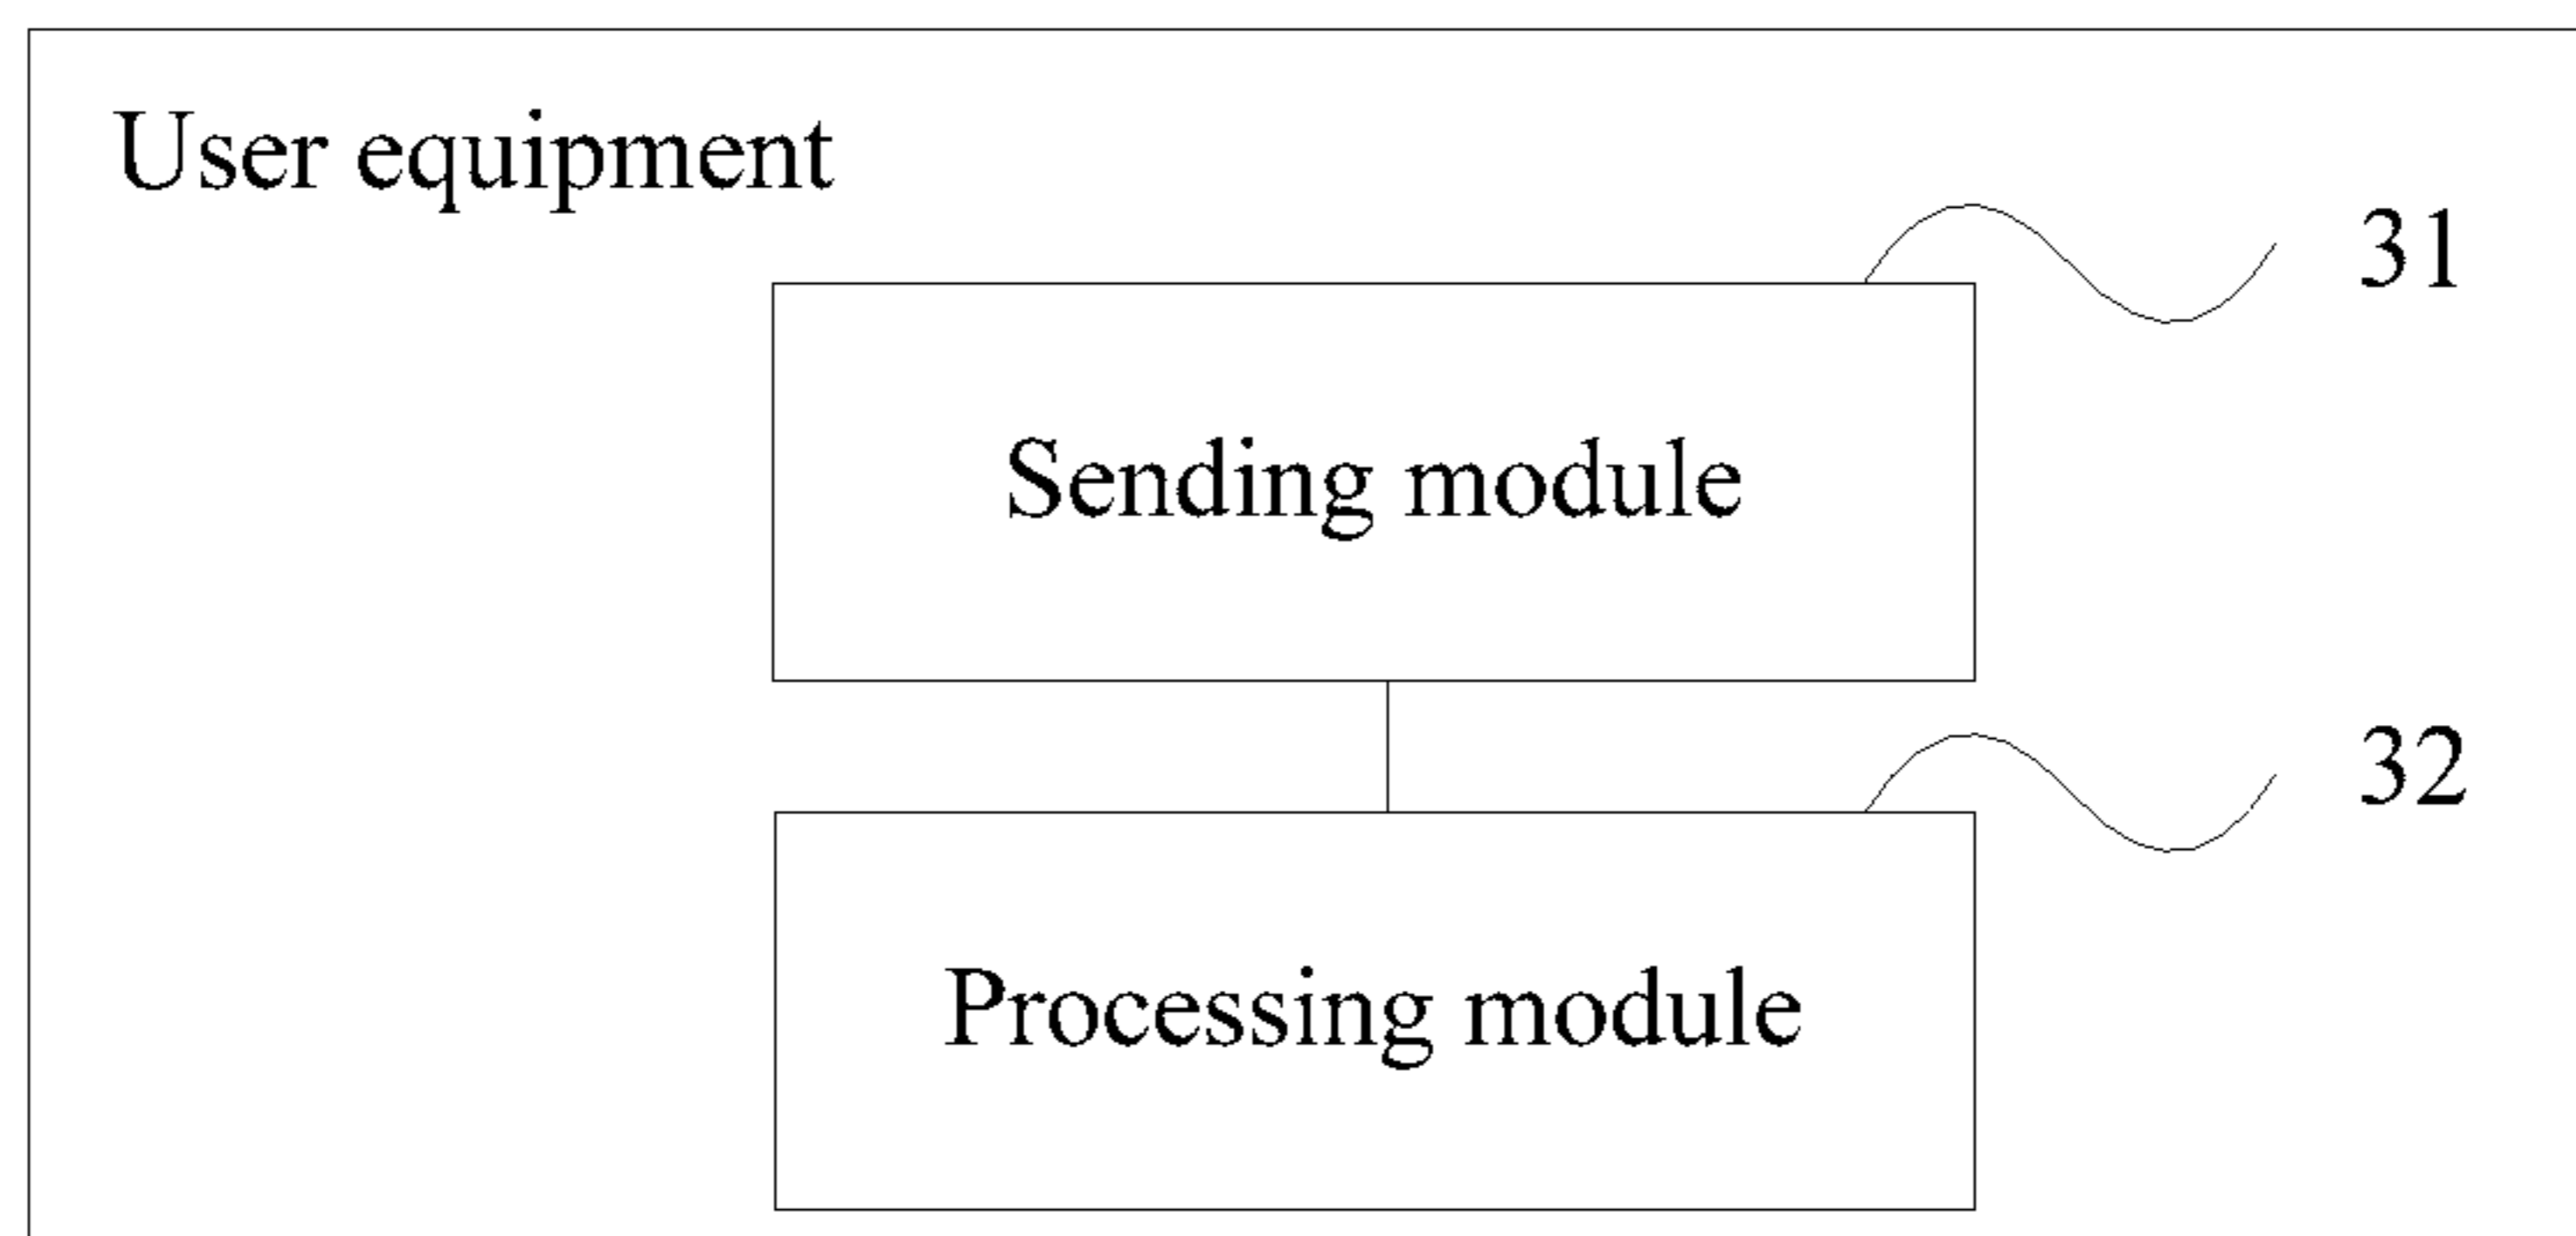 User equipment
31
Sending module
32
Processing module